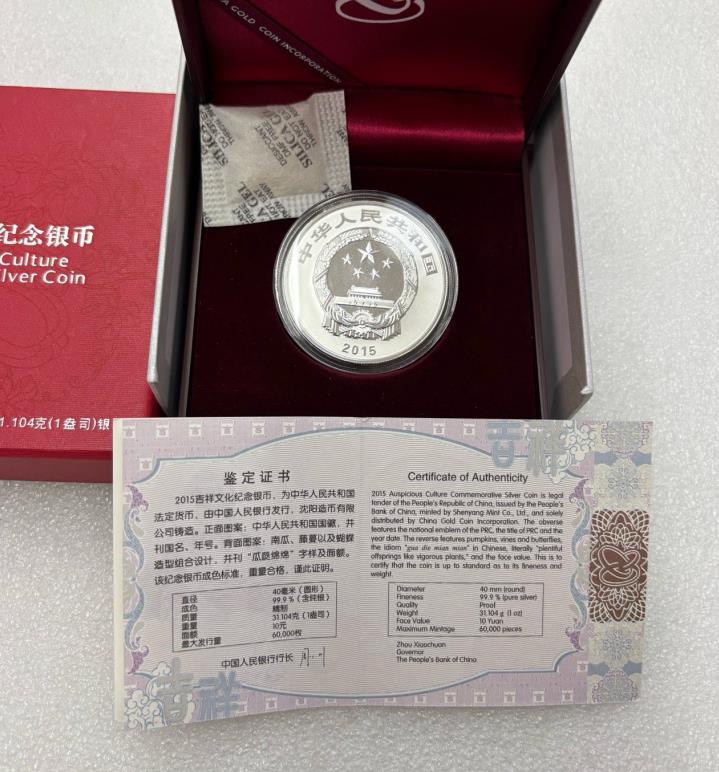 A GOLD COIN INCORPORATION
纪念银币
Culture
lver Coin
1.104克(1盎司)银
SILICA GEL
DESICCANT
DMF FREE
DO NOT EAT
THROW AWAY
中华人民共和国
2015
吉祥
鉴定证书
2015吉祥文化纪念银币，为中华人民共和国
法定货币，由中国人民银行发行，沈阳造币有限
公司铸造。正面图案：中华人民共和国国徽，并
刊国名、年号。背面图案：南瓜、藤蔓以及蝴蝶
造型组合设计，并刊“瓜瓞绵绵”字样及面额。
该纪念银币成色标准，重量合格，谨此证明。
直径 40毫米（圆形）
成色 99.9%（含纯银）
质量 精制
重量 31.104克（1盎司）
面额 10元
最大发行量 60,000枚
中国人民银行行长
吉祥
Certificate of Authenticity
2015 Auspicious Culture Commemorative Silver Coin is legal
tender of the People's Republic of China, issued by the People's
Bank of China, minted by Shenyang Mint Co., Ltd., and solely
distributed by China Gold Coin Incorporation. The obverse
features the national emblem of the PRC, the title of PRC and the
year date. The reverse features pumpkins, vines and butterflies,
the idiom "gua die mian mian" in Chinese, literally "plentiful
offsprings like vigorous plants," and the face value. This is to
certify that the coin is up to standard as to its fineness and
weight.
Diameter 40 mm (round)
Fineness 99.9 % (pure silver)
Quality Proof
Weight 31.104 g (1 oz)
Face Value 10 Yuan
Maximum Mintage 60,000 pieces
Zhou Xiaochuan
Governor
The People's Bank of China